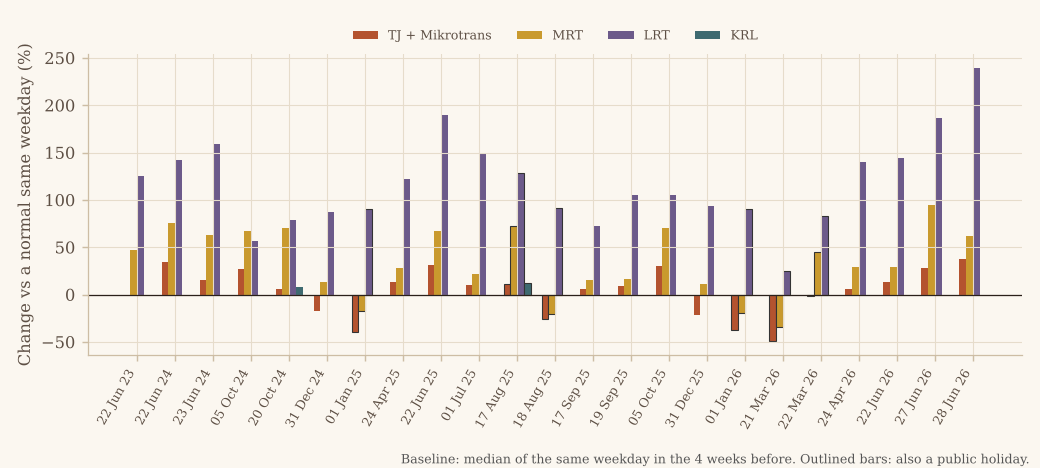 TJ + Mikrotrans MRT LRT KRL
Change vs a normal same weekday (%)
250
200
150
100
50
0
−50
22 Jun 23
22 Jun 24
23 Jun 24
05 Oct 24
20 Oct 24
31 Dec 24
01 Jan 25
24 Apr 25
22 Jun 25
01 Jul 25
17 Aug 25
18 Aug 25
17 Sep 25
19 Sep 25
05 Oct 25
31 Dec 25
01 Jan 26
21 Mar 26
22 Mar 26
24 Apr 26
22 Jun 26
27 Jun 26
28 Jun 26
Baseline: median of the same weekday in the 4 weeks before. Outlined bars: also a public holiday.